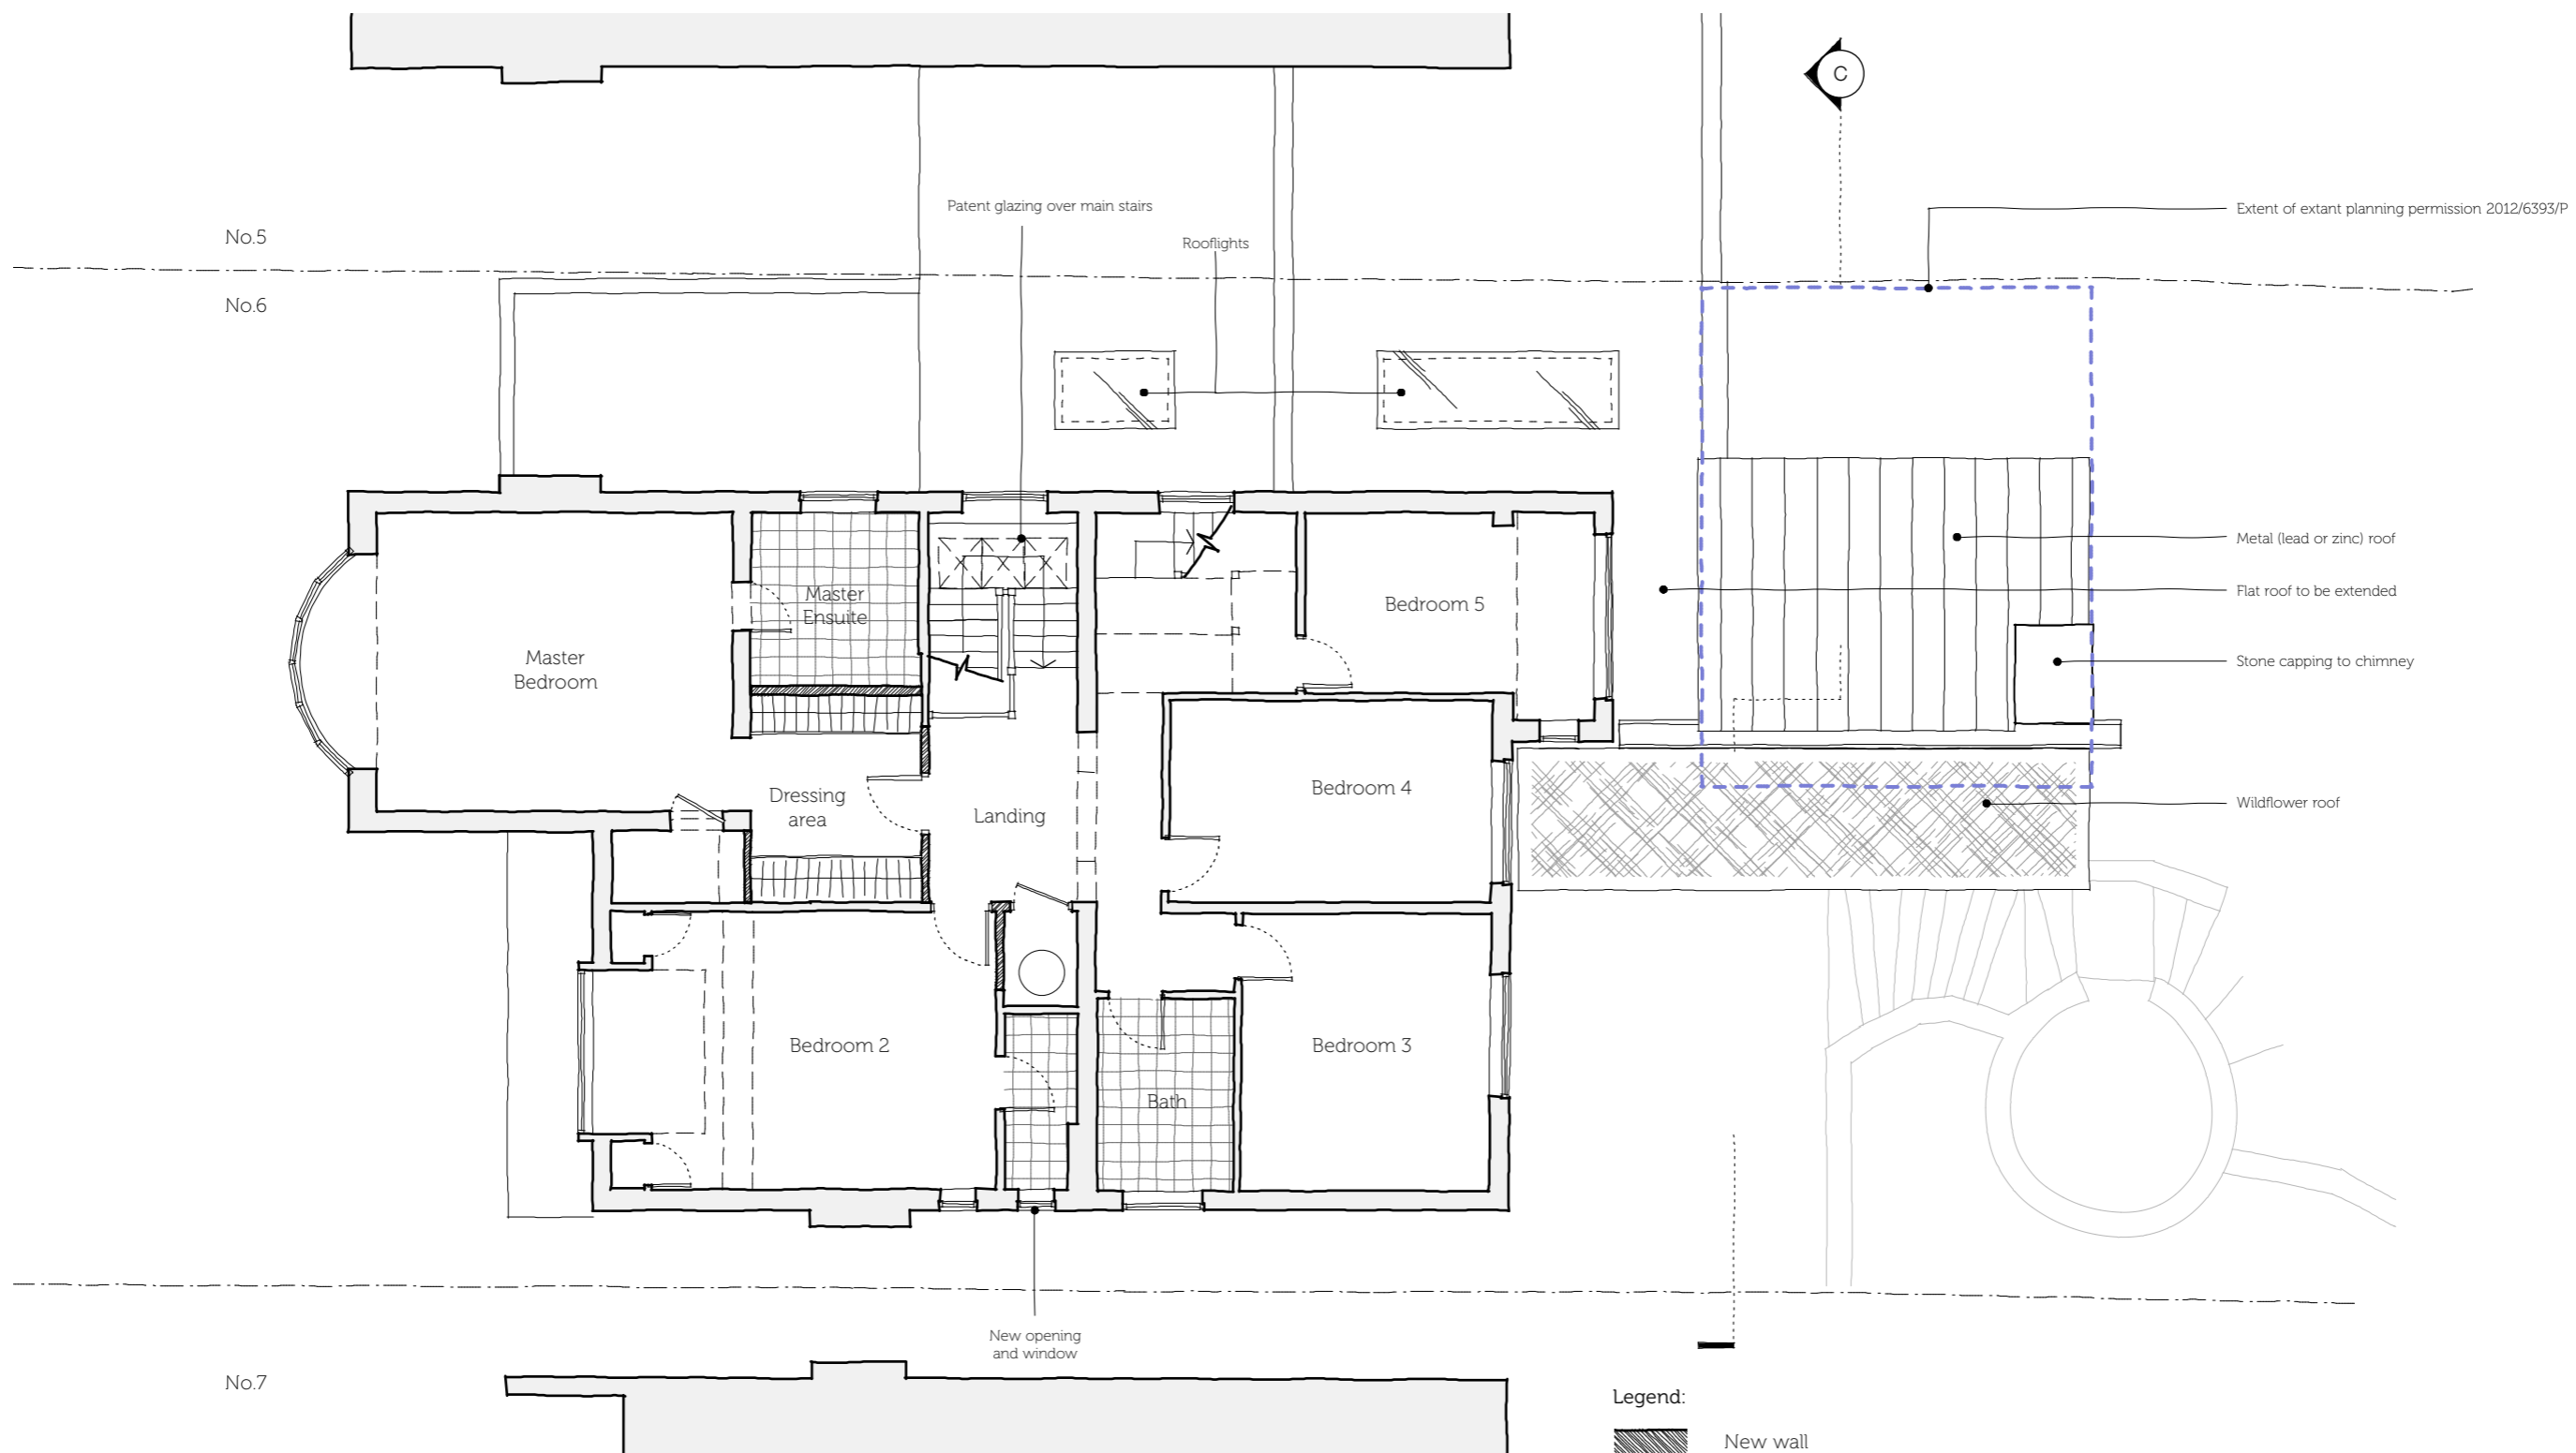 C
Patent glazing over main stairs
Extent of extant planning permission 2012/6393/P
No.5
Rooflights
No.6
Metal (lead or zinc) roof
Flat roof to be extended
Master
Ensuite
Bedroom 5
Master
Bedroom
Stone capping to chimney
Dressing
area
Landing
Bedroom 4
Wildflower roof
Bedroom 2
Bedroom 3
Bath
New opening
and window
No.7
Legend:
New wall